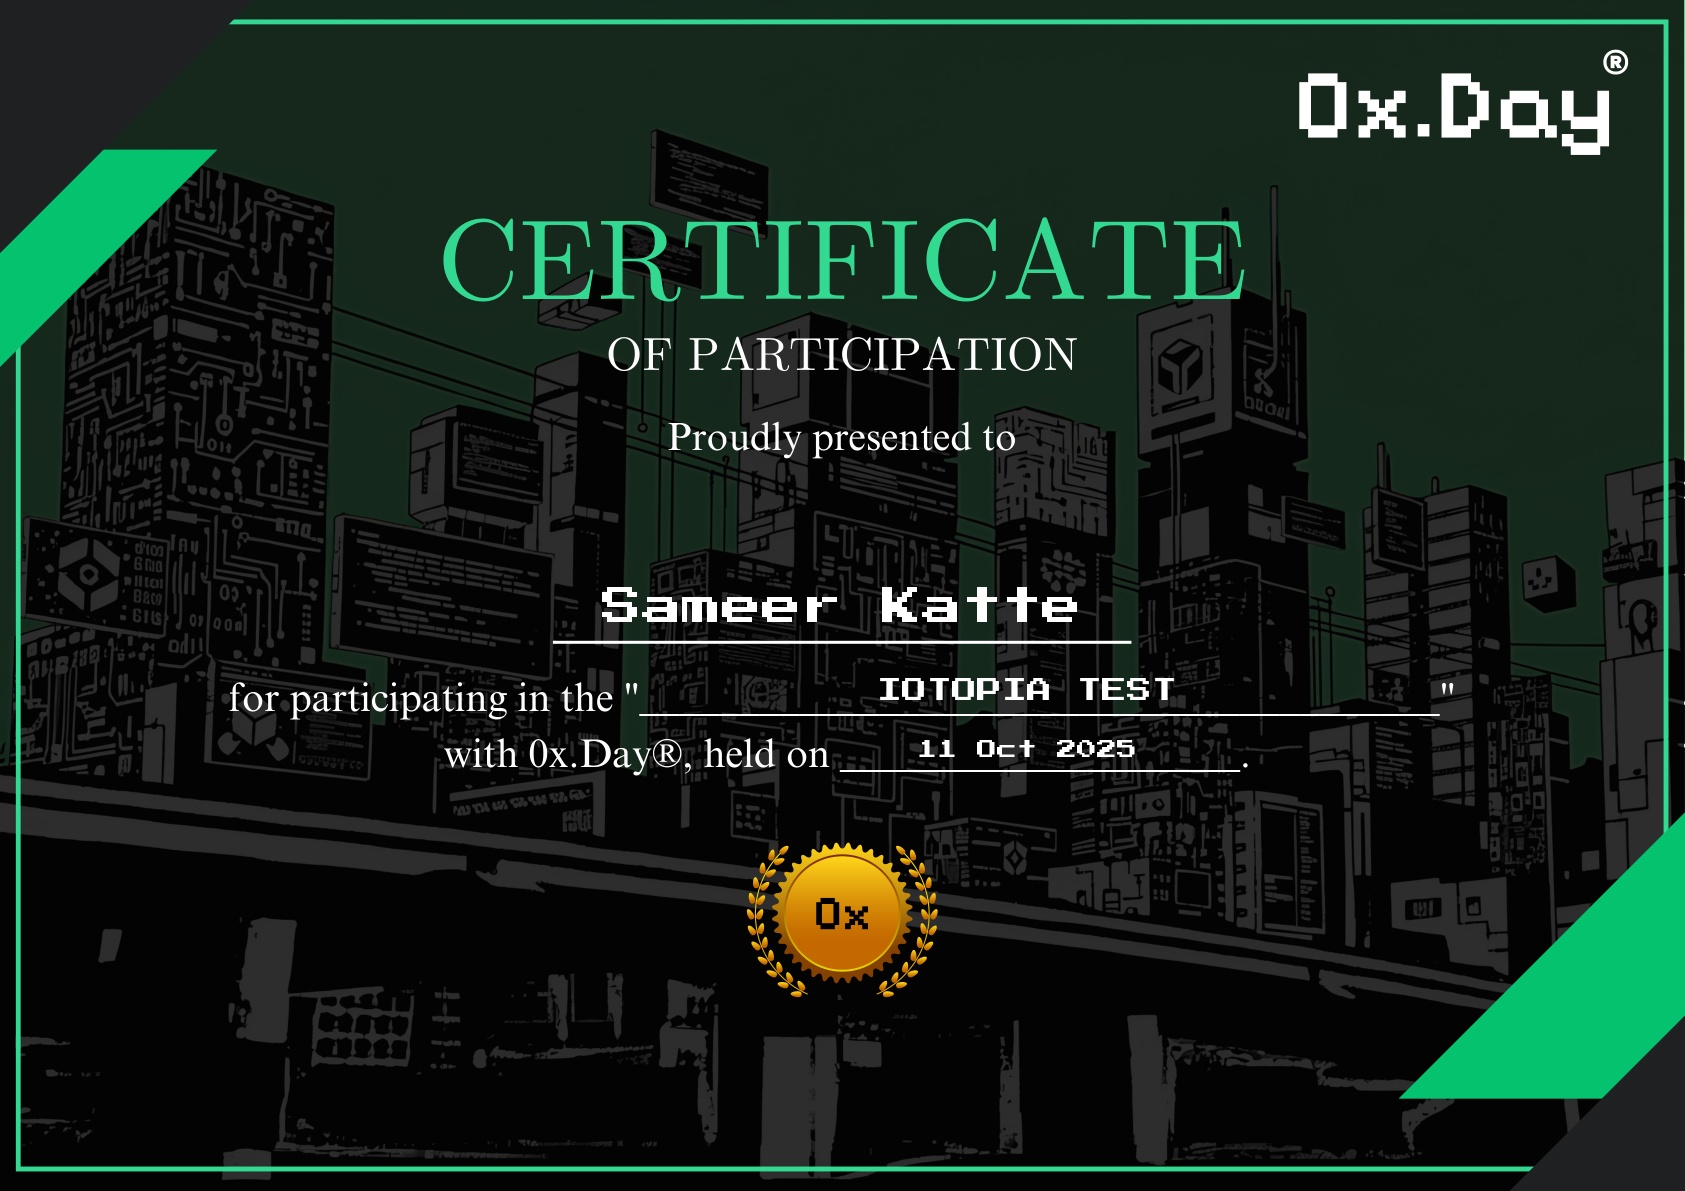 0x.Day®
CERTIFICATE
OF PARTICIPATION
Proudly presented to
Sameer Katte
for participating in the "IOTOPIA TEST"
with 0x.Day®, held on 11 Oct 2025.
0x